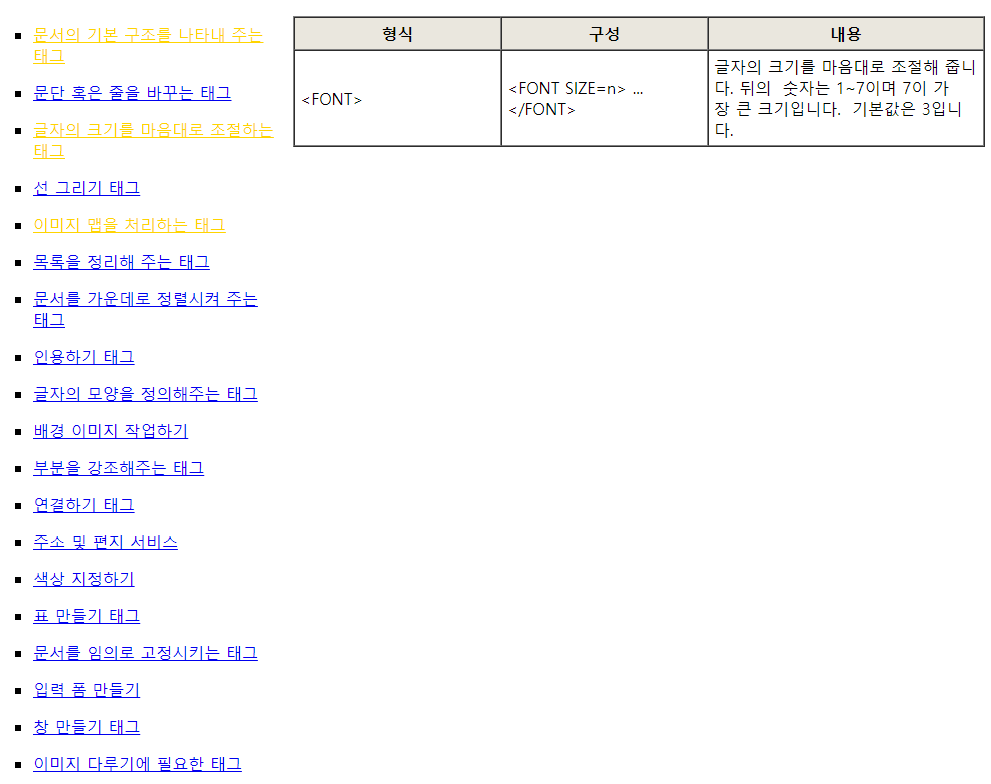 문서의 기본 구조를 나타내 주는
태그
문단 혹은 줄을 바꾸는 태그
글자의 크기를 마음대로 조절하는
태그
선 그리기 태그
이미지 맵을 처리하는 태그
목록을 정리해 주는 태그
문서를 가운데로 정렬시켜 주는
태그
인용하기 태그
글자의 모양을 정의해주는 태그
배경 이미지 작업하기
부분을 강조해주는 태그
연결하기 태그
주소 및 편지 서비스
색상 지정하기
표 만들기 태그
문서를 임의로 고정시키는 태그
입력 폼 만들기
창 만들기 태그
이미지 다루기에 필요한 태그
형식 구성 내용
<FONT>
<FONT SIZE=n> ...
</FONT>
글자의 크기를 마음대로 조절해 줍니
다. 뒤의 숫자는 1~7이며 7이 가
장 큰 크기입니다. 기본값은 3입니
다.